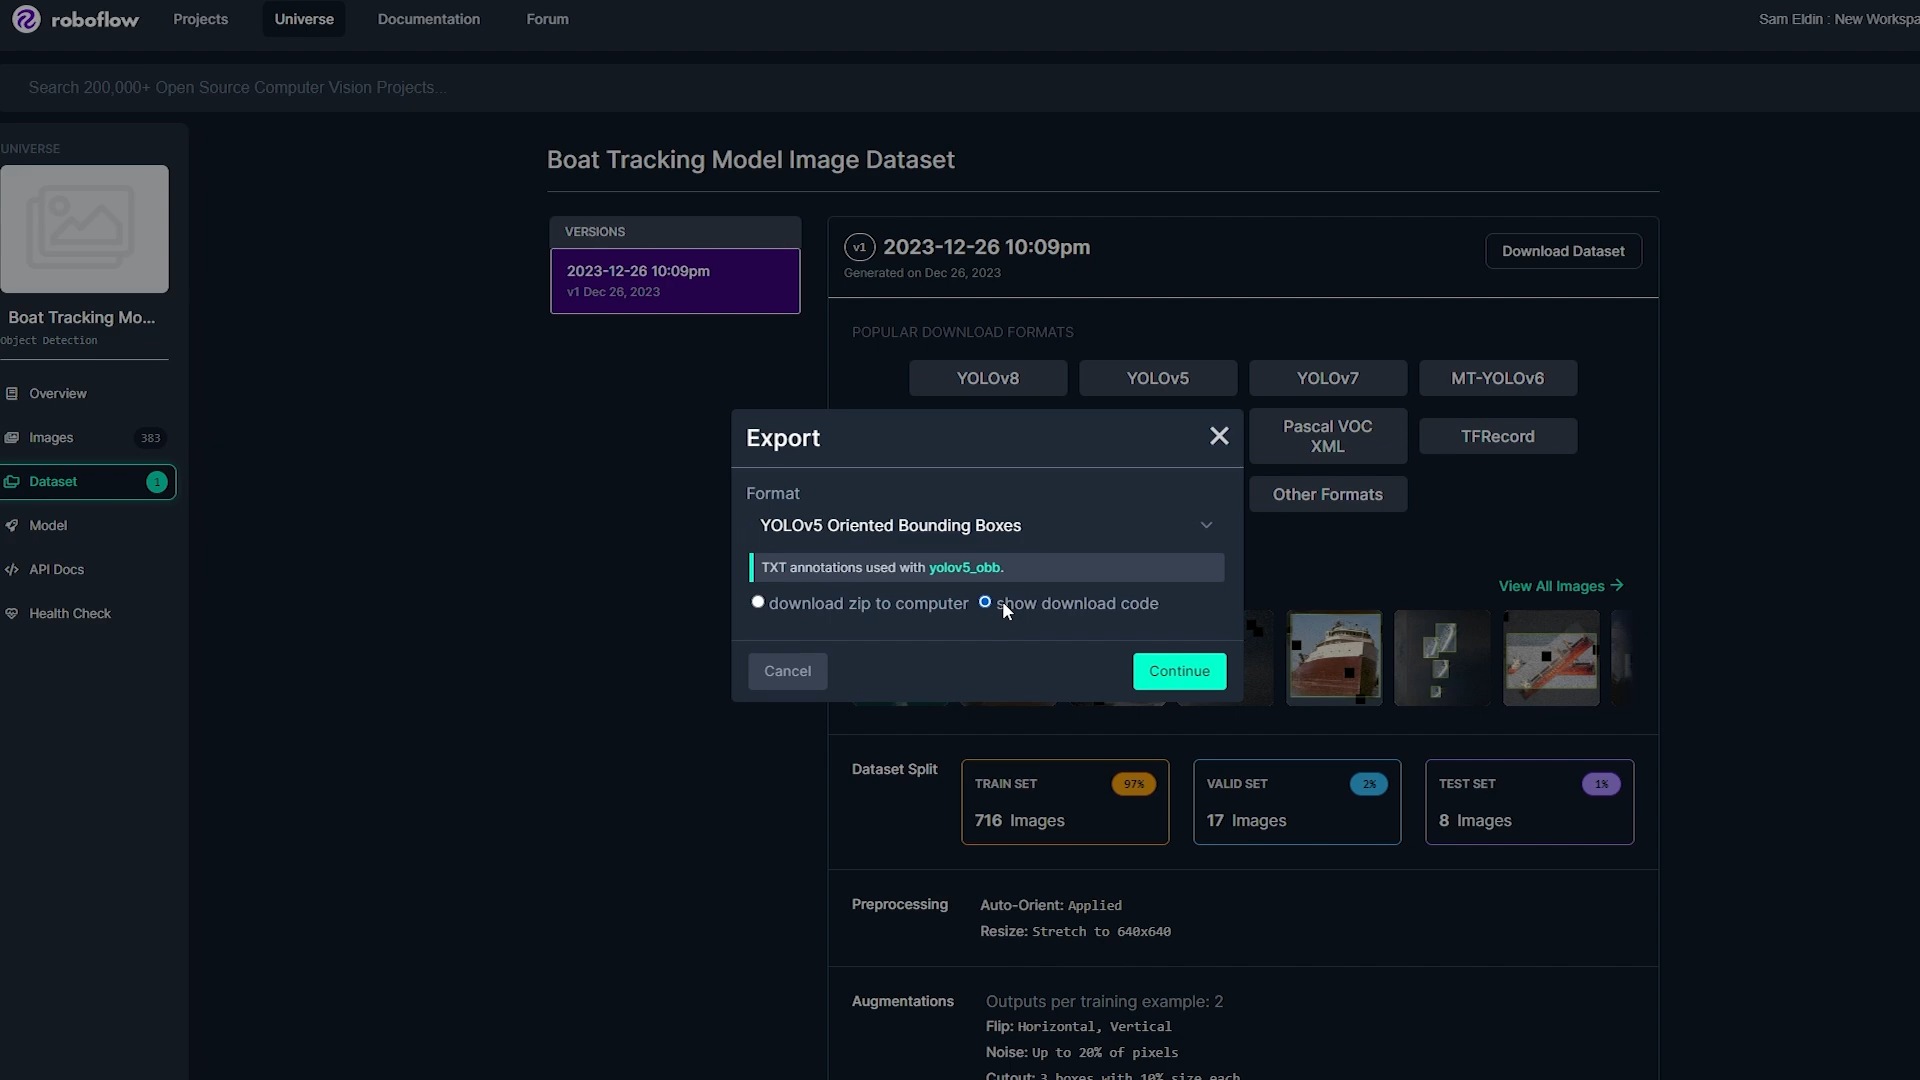 roboflow
Projects
Universe
Documentation
Forum
Sam Eldin : New Workspa
Search 200,000+ Open Source Computer Vision Projects...
UNIVERSE
Boat Tracking Mo...
Object Detection
Overview
Images 383
Dataset 1
Model
API Docs
Health Check
Boat Tracking Model Image Dataset
VERSIONS
2023-12-26 10:09pm
v1 Dec 26, 2023
v1 2023-12-26 10:09pm
Generated on Dec 26, 2023
Download Dataset
POPULAR DOWNLOAD FORMATS
YOLOv8
YOLOv5
YOLOv7
MT-YOLOv6
Pascal VOC
XML
TFRecord
Other Formats
Export
Format
YOLOv5 Oriented Bounding Boxes
TXT annotations used with yolov5_obb.
download zip to computer
show download code
Cancel
Continue
View All Images
Dataset Split
TRAIN SET 97%
716 Images
VALID SET 2%
17 Images
TEST SET 1%
8 Images
Preprocessing
Auto-Orient: Applied
Resize: Stretch to 640x640
Augmentations
Outputs per training example: 2
Flip: Horizontal, Vertical
Noise: Up to 20% of pixels
Cutout: 3 boxes with 10% size each